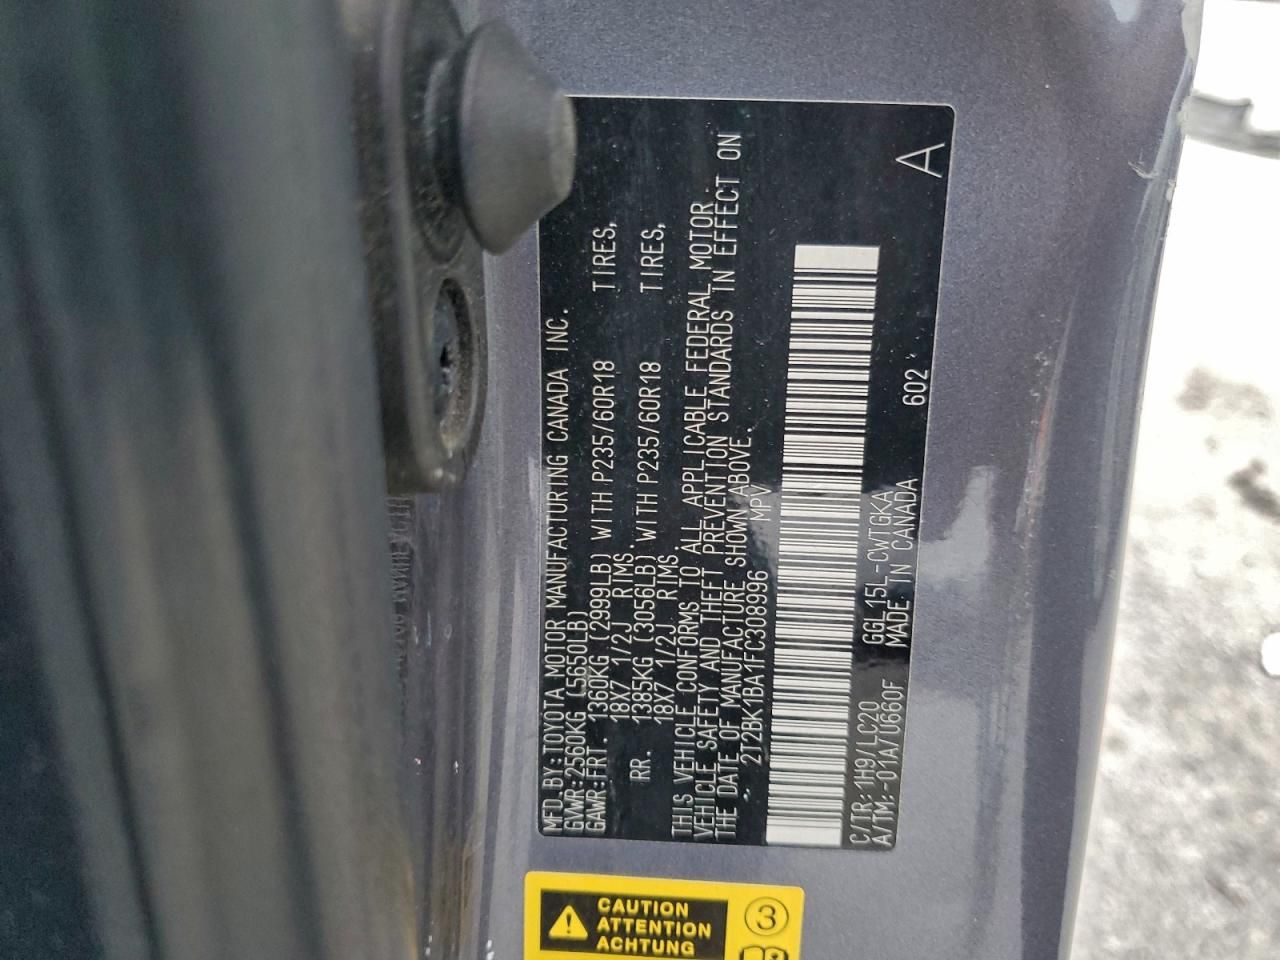 MFD.BY:TOYOTA MOTOR MANUFACTURING CANADA INC.
GVWR:2560KG (5650LB)
GAWR:FRT. 1360KG (2999LB) WITH P235/60R18 TIRES,
18X7 1/2J RIMS.
RR. 1385KG (3056LB) WITH P235/60R18 TIRES,
18X7 1/2J RIMS
THIS VEHICLE CONFORMS TO ALL APPLICABLE FEDERAL MOTOR
VEHICLE SAFETY AND THEFT PREVENTION STANDARDS IN EFFECT ON
THE DATE OF MANUFACTURE SHOWN ABOVE.
2T2BK1BA1FC308996 MPV
C/TR:1H9/LC20 GGL15L-CWTGKA
A/TM:-01A/U660F MADE IN CANADA 602
A
CAUTION
ATTENTION
ACHTUNG
3